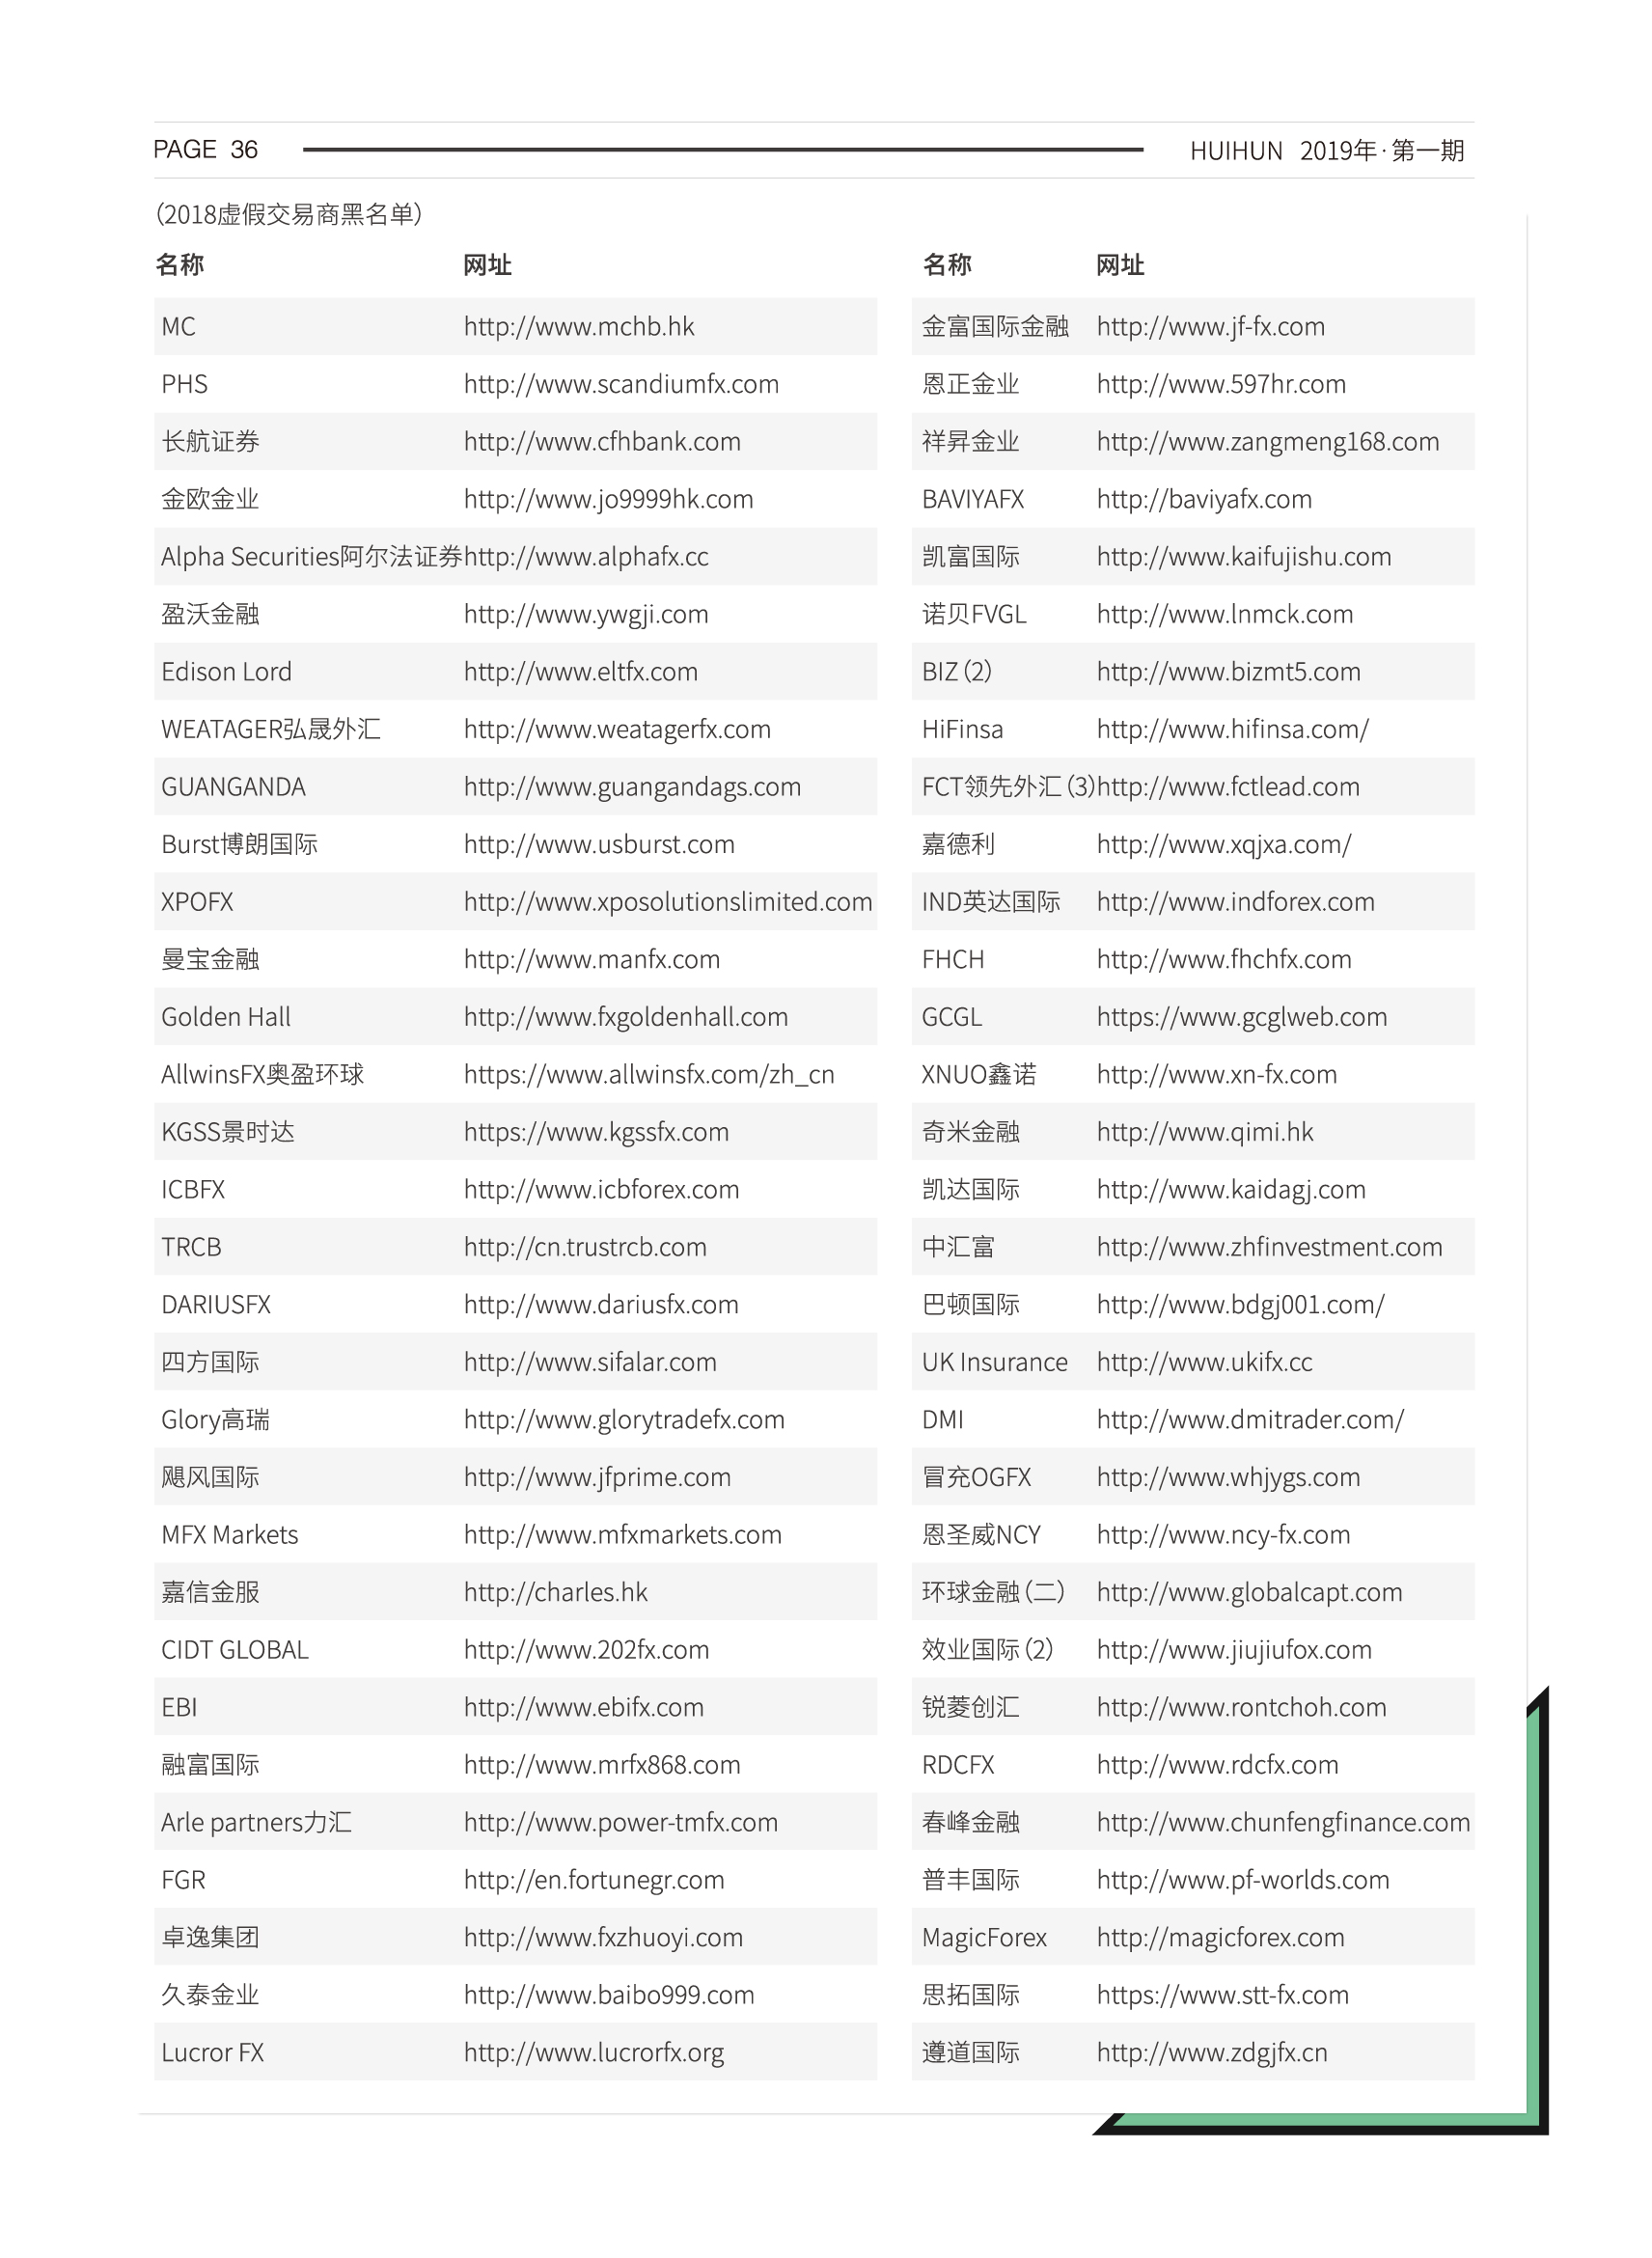 PAGE 36
HUIHUN 2019年·第一期
(2018虚假交易商黑名单)
名称 网址 名称 网址
MC http://www.mchb.hk 金富国际金融 http://www.jf-fx.com
PHS http://www.scandiumfx.com 恩正金业 http://www.597hr.com
长航证券 http://www.cfhbank.com 祥昇金业 http://www.zangmeng168.com
金欧金业 http://www.jo9999hk.com BAVIYAFX http://baviyafx.com
Alpha Securities阿尔法证券 http://www.alphafx.cc 凯富国际 http://www.kaifujishu.com
盈沃金融 http://www.ywgji.com 诺贝FVGL http://www.lnmck.com
Edison Lord http://www.eltfx.com BIZ(2) http://www.bizmt5.com
WEATAGER弘晟外汇 http://www.weatagerfx.com HiFinsa http://www.hifinsa.com/
GUANGANDA http://www.guangandags.com FCT领先外汇(3) http://www.fctlead.com
Burst博朗国际 http://www.usburst.com 嘉德利 http://www.xqjxa.com/
XPOFX http://www.xposolutionslimited.com IND英达国际 http://www.indforex.com
曼宝金融 http://www.manfx.com FHCH http://www.fhchfx.com
Golden Hall http://www.fxgoldenhall.com GCGL https://www.gcglweb.com
AllwinsFX奥盈环球 https://www.allwinsfx.com/zh_cn XNUO鑫诺 http://www.xn-fx.com
KGSS景时达 https://www.kgssfx.com 奇米金融 http://www.qimi.hk
ICBFX http://www.icbforex.com 凯达国际 http://www.kaidagj.com
TRCB http://cn.trustrcb.com 中汇富 http://www.zhfinvestment.com
DARIUSFX http://www.dariusfx.com 巴顿国际 http://www.bdgj001.com/
四方国际 http://www.sifalar.com UK Insurance http://www.ukifx.cc
Glory高瑞 http://www.glorytradefx.com DMI http://www.dmitrader.com/
飓风国际 http://www.jfprime.com 冒充OGFX http://www.whjygs.com
MFX Markets http://www.mfxmarkets.com 恩圣威NCY http://www.ncy-fx.com
嘉信金服 http://charles.hk 环球金融(二) http://www.globalcapt.com
CIDT GLOBAL http://www.202fx.com 效业国际(2) http://www.jiujiufox.com
EBI http://www.ebifx.com 锐菱创汇 http://www.rontchoh.com
融富国际 http://www.mrfx868.com RDCFX http://www.rdcfx.com
Arle partners力汇 http://www.power-tmfx.com 春峰金融 http://www.chunfengfinance.com
FGR http://en.fortunegr.com 普丰国际 http://www.pf-worlds.com
卓逸集团 http://www.fxzhuoyi.com MagicForex http://magicforex.com
久泰金业 http://www.baibo999.com 思拓国际 https://www.stt-fx.com
Lucror FX http://www.lucrorfx.org 遵道国际 http://www.zdgjfx.cn